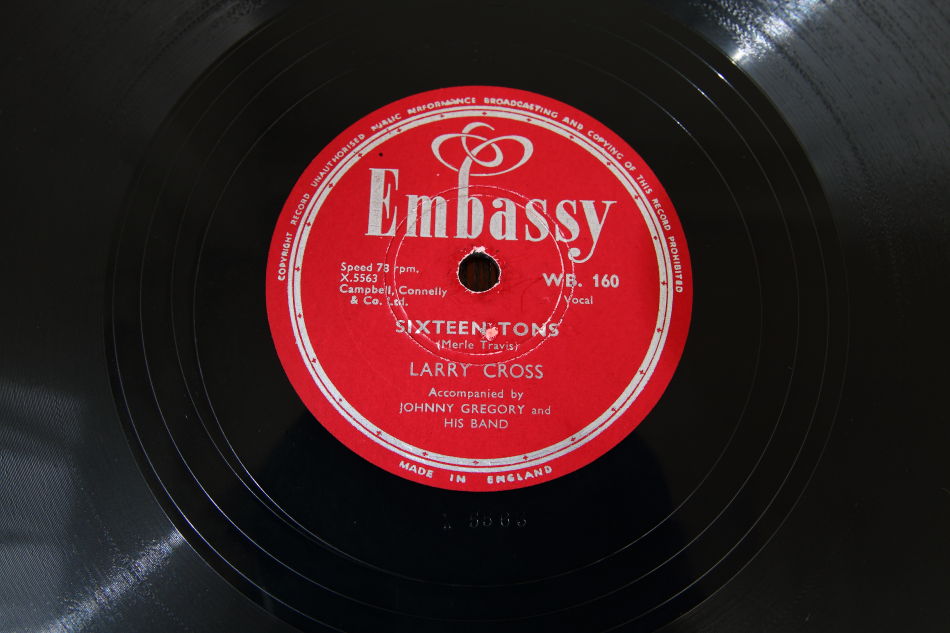 COPYRIGHT RECORD UNAUTHORISED PUBLIC PERFORMANCE BROADCASTING AND COPYING OF THIS RECORD PROHIBITED
Embassy
Speed 78 rpm.
X.5563
Campbell, Connelly
& Co. Ltd.
WB. 160
Vocal
SIXTEEN TONS
(Merle Travis)
LARRY CROSS
Accompanied by
JOHNNY GREGORY and
HIS BAND
MADE IN ENGLAND